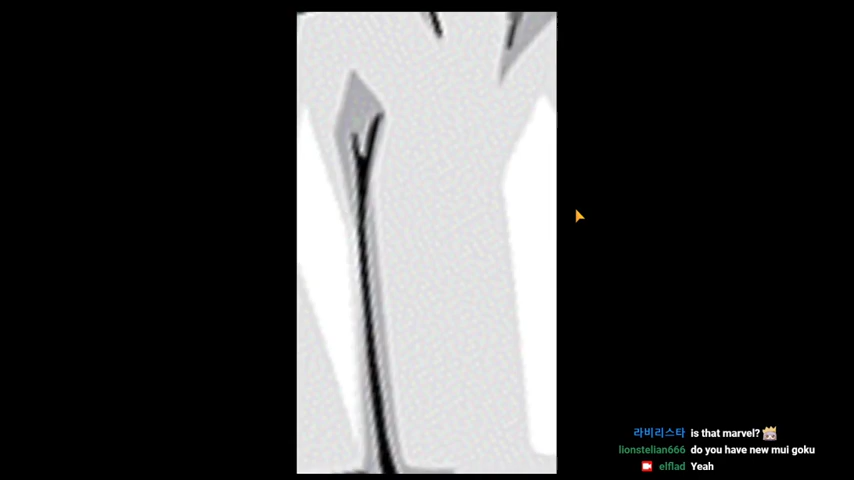 라비리스타 is that marvel?
lionstelian666 do you have new mui goku
elflad Yeah